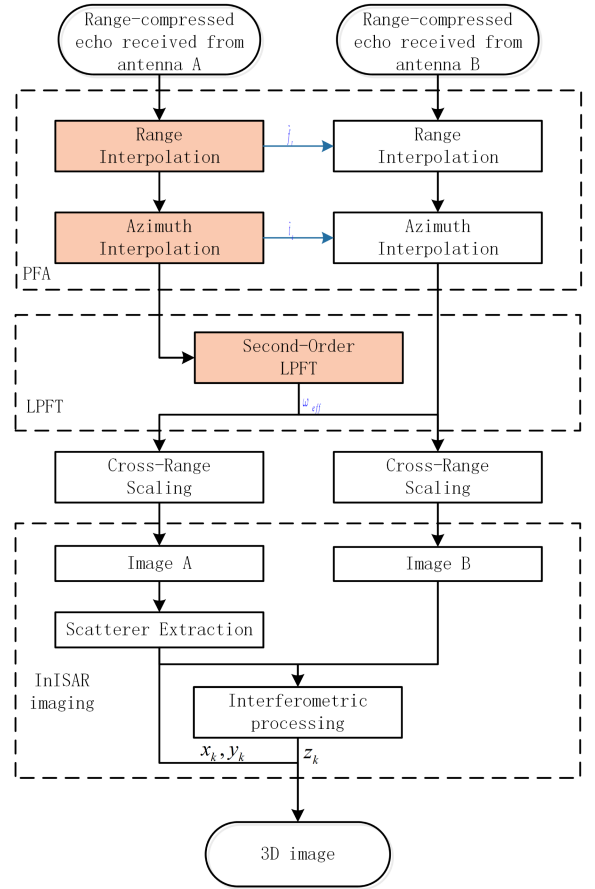 Range-compressed
echo received from
antenna A
Range-compressed
echo received from
antenna B
Range
Interpolation
Range
Interpolation
Azimuth
Interpolation
Azimuth
Interpolation
PFA
Second-Order
LPFT
ω eff
LPFT
Cross-Range
Scaling
Cross-Range
Scaling
Image A
Image B
Scatterer Extraction
InISAR
imaging
Interferometric
processing
x_k, y_k
z_k
3D image